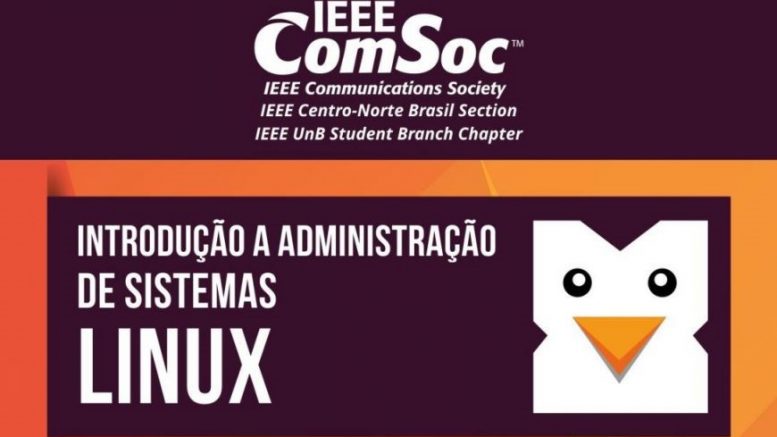 IEEE
ComSoc™
IEEE Communications Society
IEEE Centro-Norte Brasil Section
IEEE UnB Student Branch Chapter
INTRODUÇÃO A ADMINISTRAÇÃO
DE SISTEMAS
LINUX